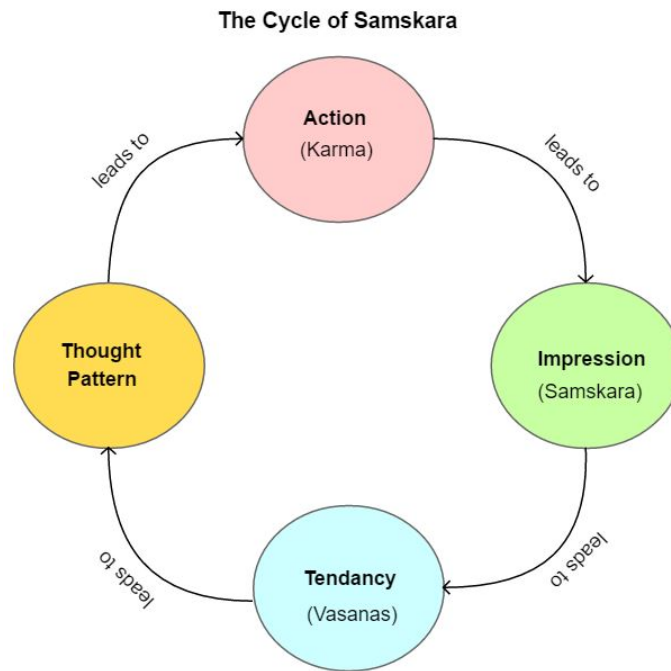 The Cycle of Samskara
Action
(Karma)
leads to
leads to
Impression
(Samskara)
leads to
Tendancy
(Vasanas)
leads to
Thought
Pattern